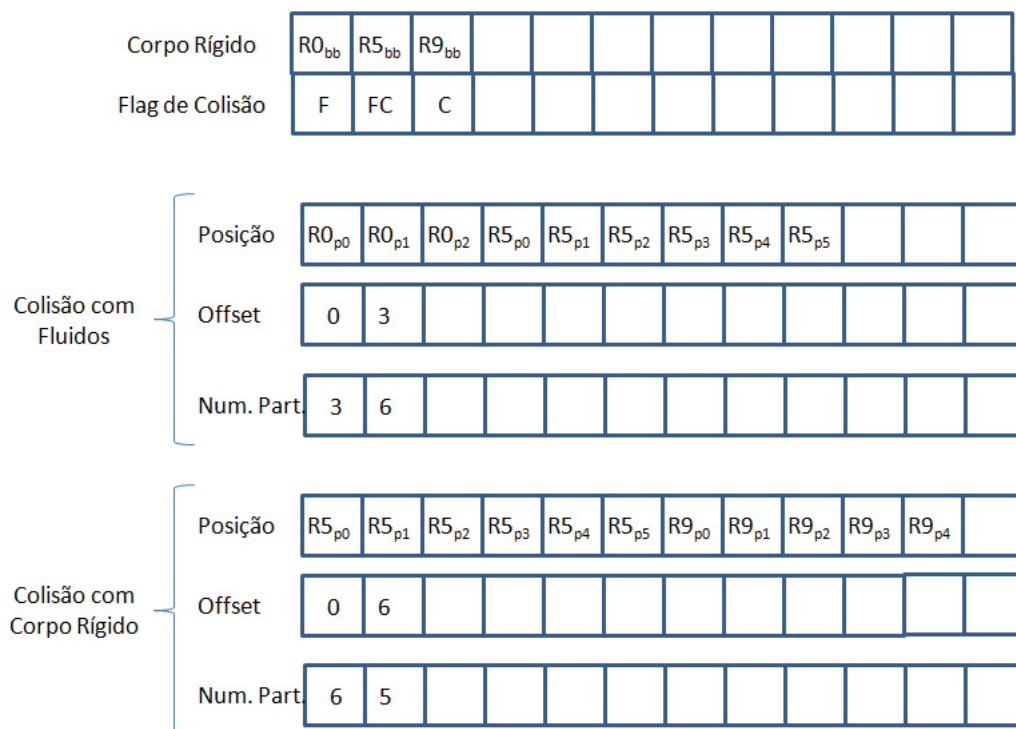 Corpo Rígido R0bb R5bb R9bb
Flag de Colisão F FC C
Colisão com
Fluidos
Posição R0p0 R0p1 R0p2 R5p0 R5p1 R5p2 R5p3 R5p4 R5p5
Offset 0 3
Num. Part. 3 6
Colisão com
Corpo Rígido
Posição R5p0 R5p1 R5p2 R5p3 R5p4 R5p5 R9p0 R9p1 R9p2 R9p3 R9p4
Offset 0 6
Num. Part. 6 5